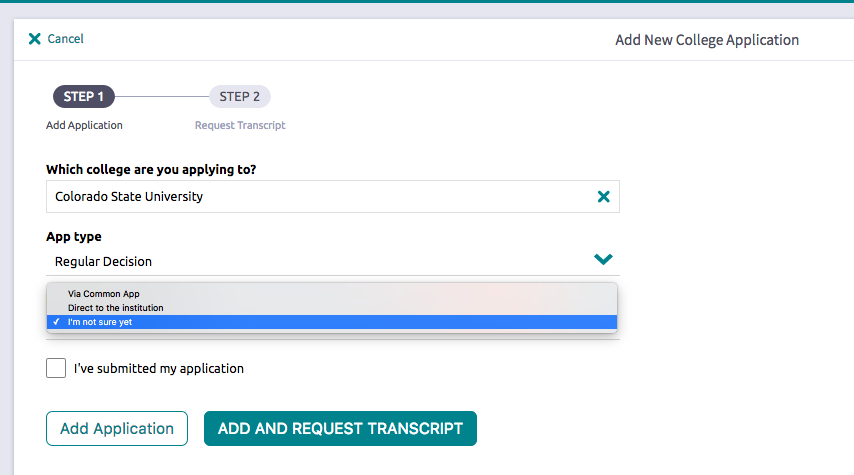 Cancel
Add New College Application
STEP 1
STEP 2
Add Application
Request Transcript
Which college are you applying to?
Colorado State University
App type
Regular Decision
Via Common App
Direct to the institution
I'm not sure yet
I've submitted my application
Add Application
ADD AND REQUEST TRANSCRIPT